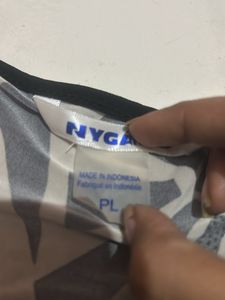 NYGA
MADE IN INDONESIA
Fabriqué en Indonésie
PL